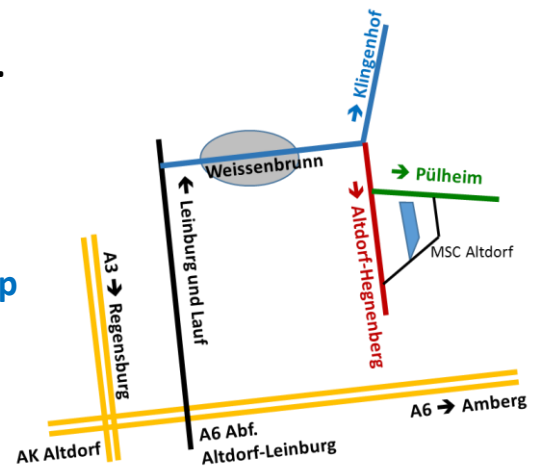 .
→ Klingenhof
Weissenbrunn
→ Pülheim
← Leinburg und Lauf
→ Altdorf-Hegnenberg
MSC Altdorf
A3 → Regensburg
p
A6 → Amberg
A6 Abf.
Altdorf-Leinburg
AK Altdorf